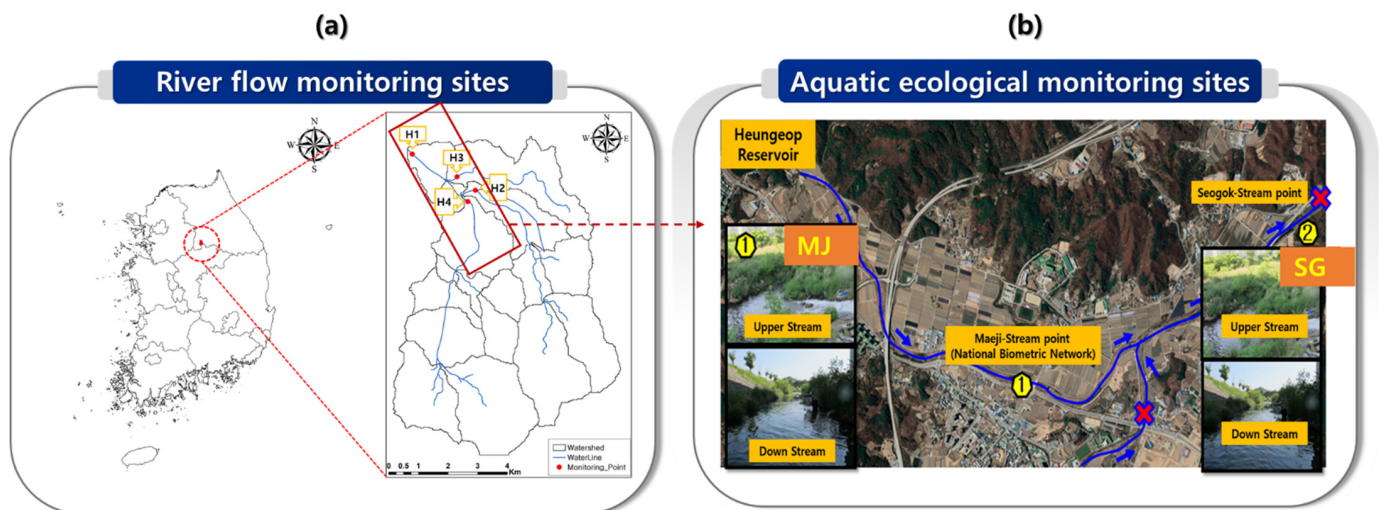 (a)
River flow monitoring sites
N
W
E
S
H1
H3
H2
H4
N
W
E
S
Watershed
WaterLine
Monitoring_Point
0 0.5 1 2 3 4
Km
(b)
Aquatic ecological monitoring sites
Heungeop
Reservoir
Seogok-Stream point
1
MJ
2
SG
Upper Stream
Upper Stream
Maeji-Stream point
(National Biometric Network)
1
Down Stream
Down Stream